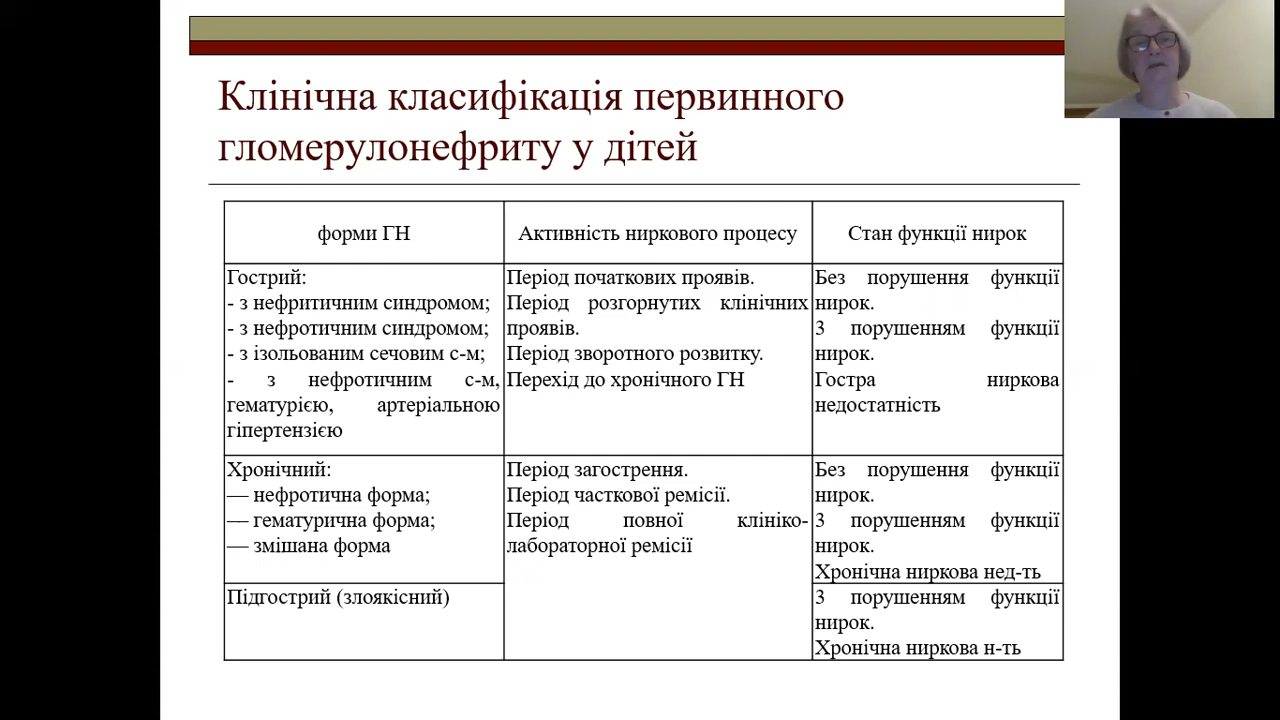 Клінічна класифікація первинного
гломерулонефриту у дітей
форми ГН
Активність ниркового процесу
Стан функції нирок
Гострий:
- з нефритичним синдромом;
- з нефротичним синдромом;
- з ізольованим сечовим с-м;
- з нефротичним с-м,
гематурією, артеріальною
гіпертензією
Період початкових проявів.
Період розгорнутих клінічних
проявів.
Період зворотного розвитку.
Перехід до хронічного ГН
Без порушення функції
нирок.
З порушенням функції
нирок.
Гостра ниркова
недостатність
Хронічний:
— нефротична форма;
— гематурична форма;
— змішана форма
Період загострення.
Період часткової ремісії.
Період повної клініко-
лабораторної ремісії
Без порушення функції
нирок.
З порушенням функції
нирок.
Хронічна ниркова нед-ть
Підгострий (злоякісний)
З порушенням функції
нирок.
Хронічна ниркова н-ть